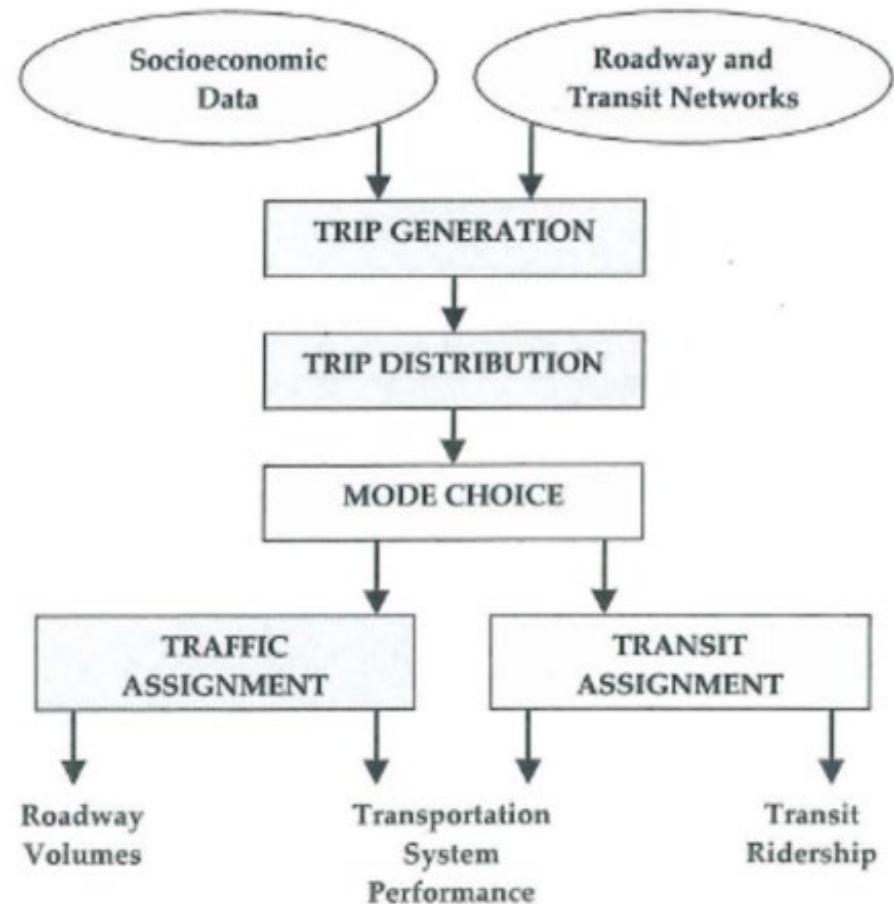 Socioeconomic
Data
Roadway and
Transit Networks
TRIP GENERATION
TRIP DISTRIBUTION
MODE CHOICE
TRAFFIC
ASSIGNMENT
TRANSIT
ASSIGNMENT
Roadway
Volumes
Transportation
System
Performance
Transit
Ridership